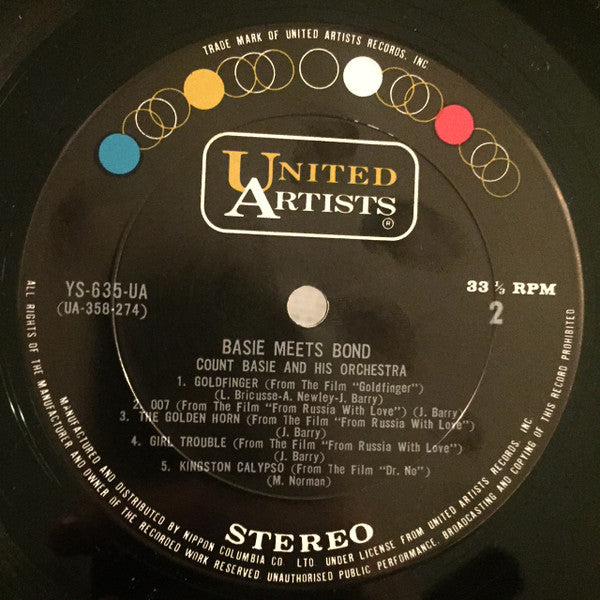 TRADE MARK OF UNITED ARTISTS RECORDS, INC.
UNITED
ARTISTS
®
YS-635-UA
(UA-358-274)
33 ⅓ RPM
2
BASIE MEETS BOND
COUNT BASIE AND HIS ORCHESTRA
1. GOLDFINGER (From The Film "Goldfinger")
(L. Bricusse-A. Newley-J. Barry)
2. 007 (From The Film "From Russia With Love") (J. Barry)
3. THE GOLDEN HORN (From The Film "From Russia With Love")
(J. Barry)
4. GIRL TROUBLE (From The Film "From Russia With Love")
(J. Barry)
5. KINGSTON CALYPSO (From The Film "Dr. No")
(M. Norman)
STEREO
MANUFACTURED AND DISTRIBUTED BY NIPPON COLUMBIA CO. LTD. UNDER LICENSE FROM UNITED ARTISTS RECORDS, INC.
ALL RIGHTS OF THE MANUFACTURER AND OWNER OF THE RECORDED WORK RESERVED. UNAUTHORISED PUBLIC PERFORMANCE, BROADCASTING AND COPYING OF THIS RECORD PROHIBITED